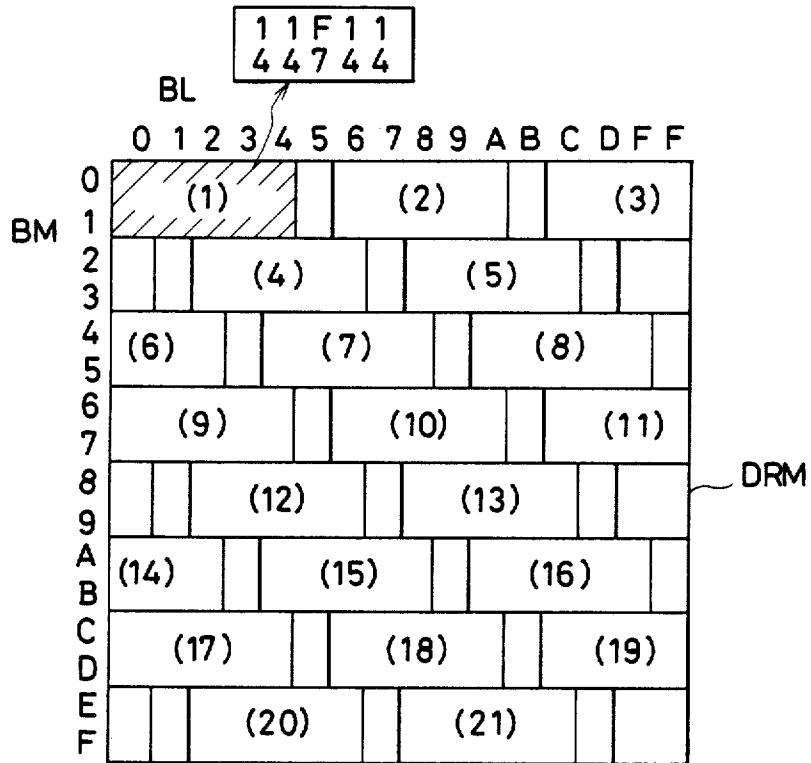 1 1 F 1 1
4 4 7 4 4
BL
0 1 2 3 4 5 6 7 8 9 A B C D F F
0
(1) (2) (3)
1
BM
2
(4) (5)
3
4
(6) (7) (8)
5
6
(9) (10) (11)
7
8
(12) (13)
DRM
9
A
(14) (15) (16)
B
C
(17) (18) (19)
D
E
(20) (21)
F